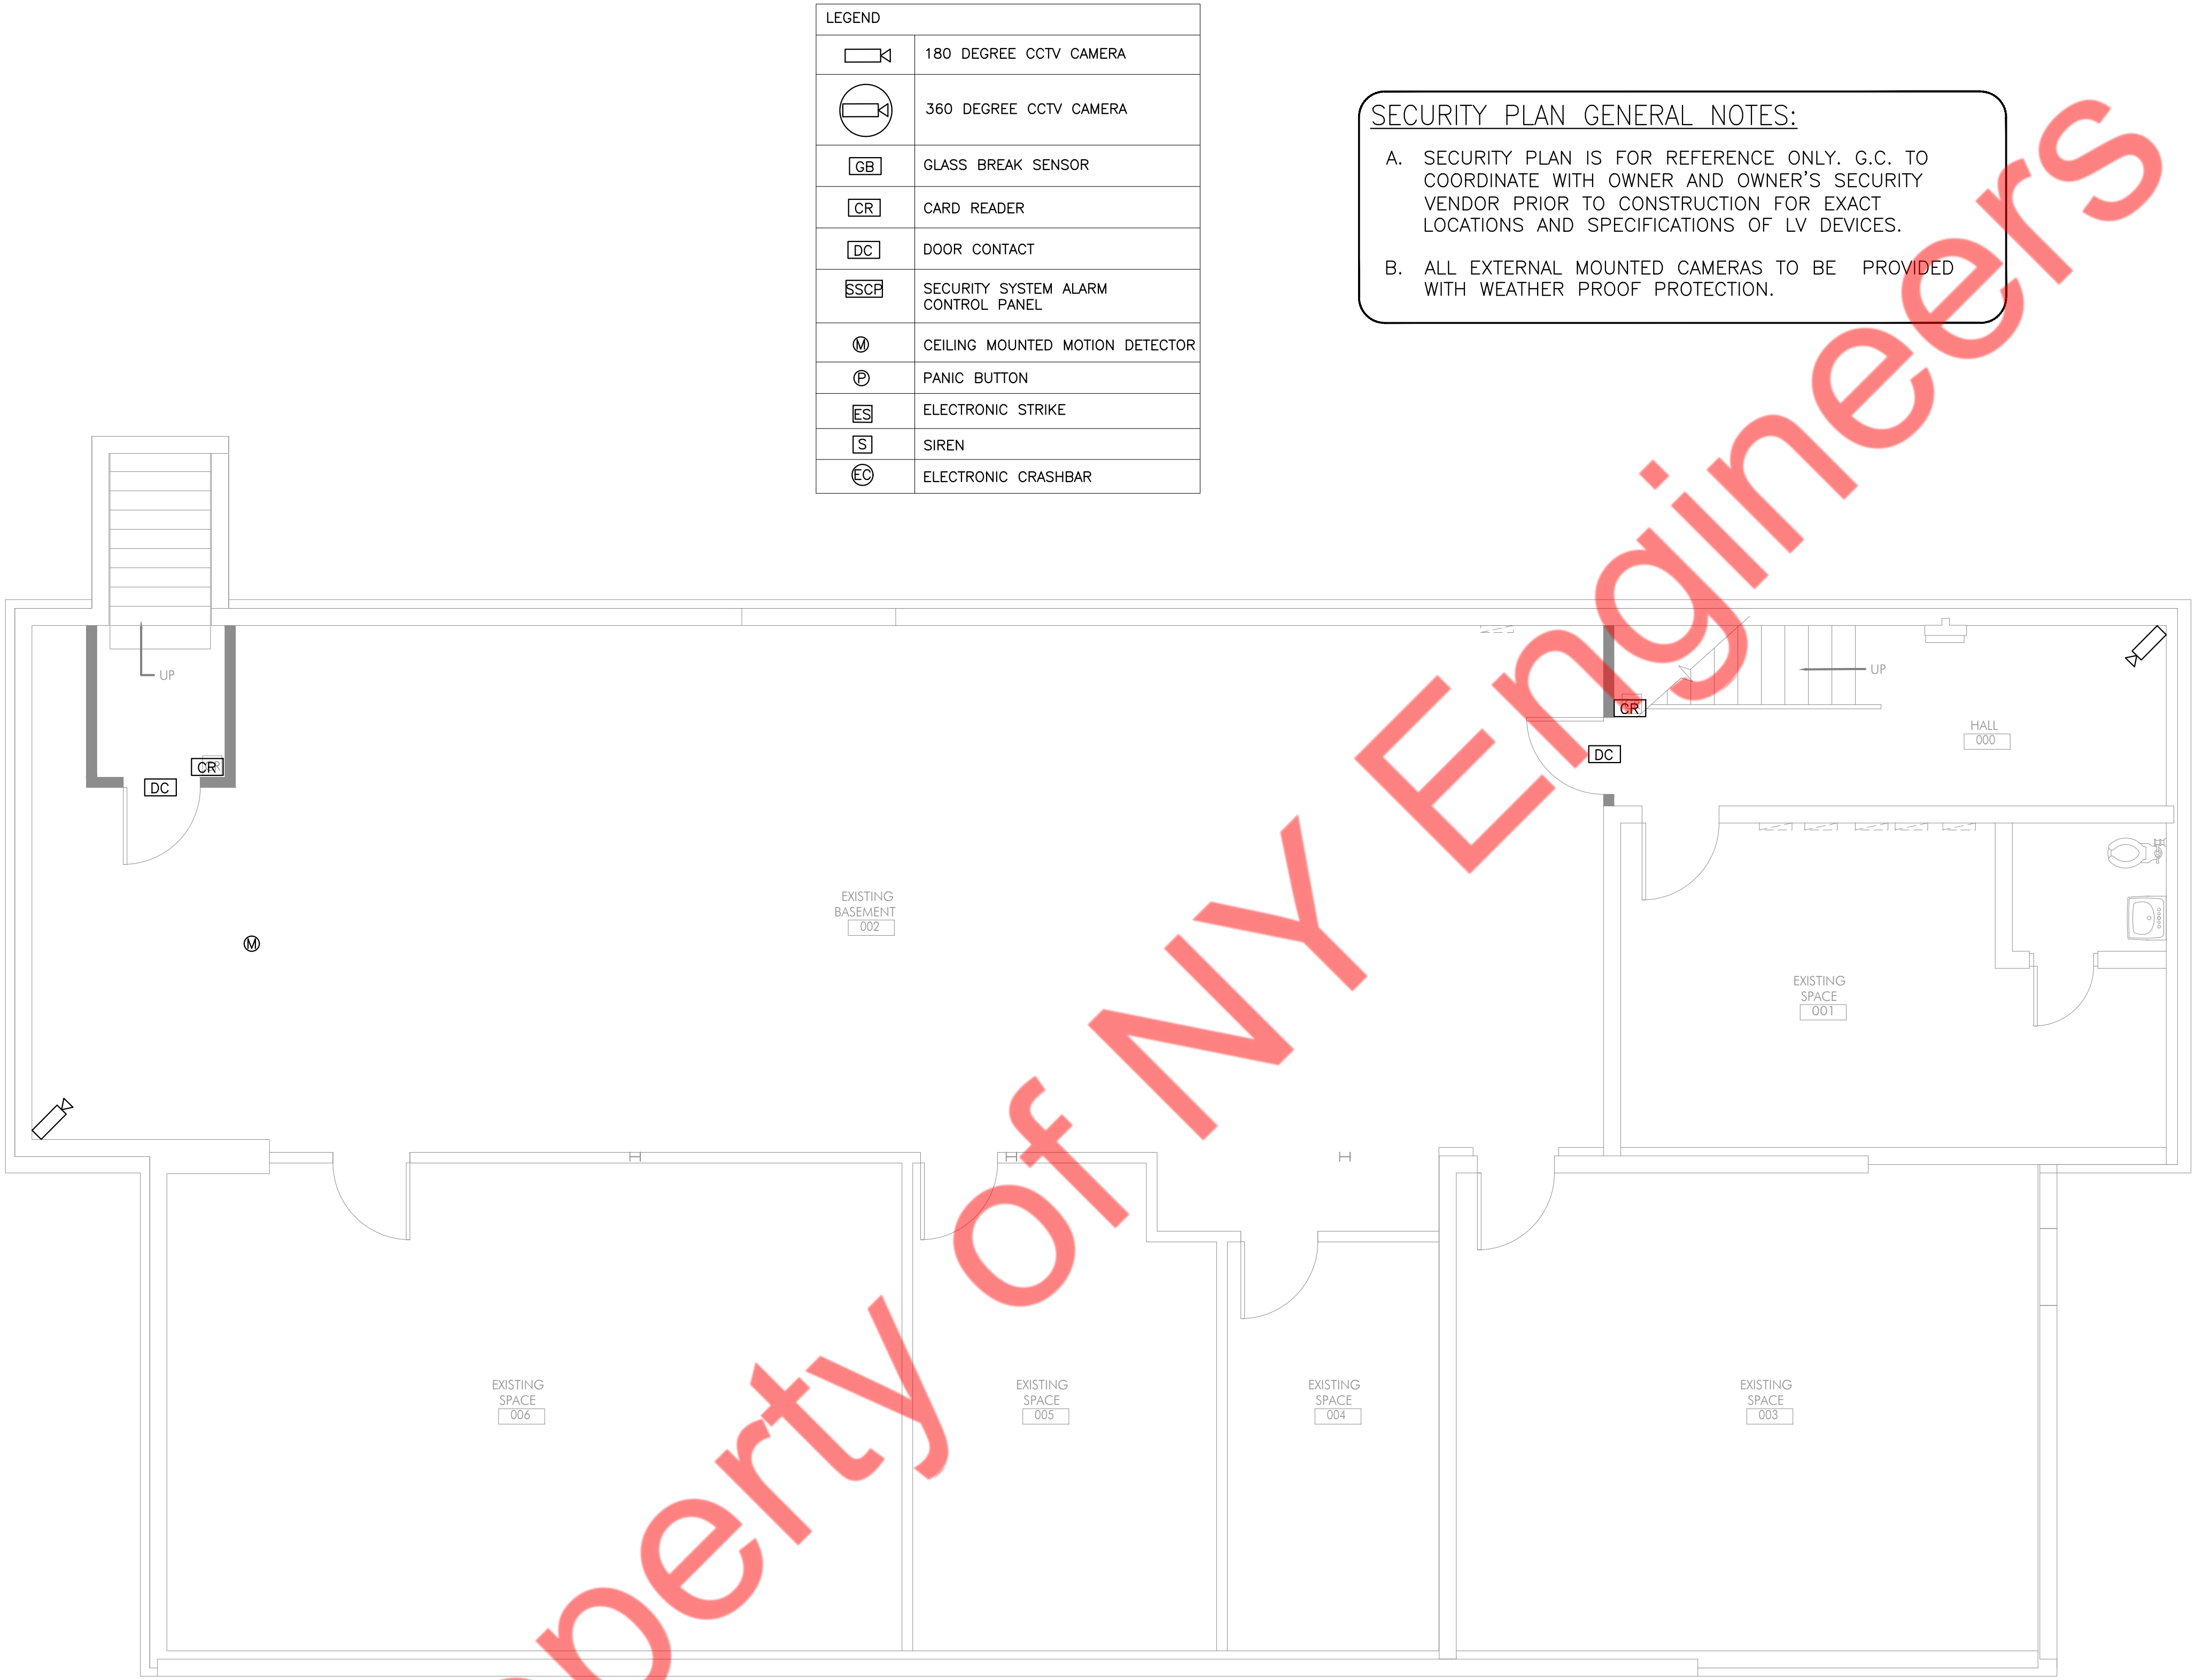 LEGEND
180 DEGREE CCTV CAMERA
360 DEGREE CCTV CAMERA
GB GLASS BREAK SENSOR
CR CARD READER
DC DOOR CONTACT
SSCP SECURITY SYSTEM ALARM
CONTROL PANEL
M CEILING MOUNTED MOTION DETECTOR
P PANIC BUTTON
ES ELECTRONIC STRIKE
S SIREN
EC ELECTRONIC CRASHBAR
SECURITY PLAN GENERAL NOTES:
A. SECURITY PLAN IS FOR REFERENCE ONLY. G.C. TO
COORDINATE WITH OWNER AND OWNER'S SECURITY
VENDOR PRIOR TO CONSTRUCTION FOR EXACT
LOCATIONS AND SPECIFICATIONS OF LV DEVICES.
B. ALL EXTERNAL MOUNTED CAMERAS TO BE PROVIDED
WITH WEATHER PROOF PROTECTION.
UP
UP
CR
HALL
000
DC
CR
DC
EXISTING
BASEMENT
002
M
EXISTING
SPACE
001
EXISTING
SPACE
006
EXISTING
SPACE
005
EXISTING
SPACE
004
EXISTING
SPACE
003
perty of NY Engineers